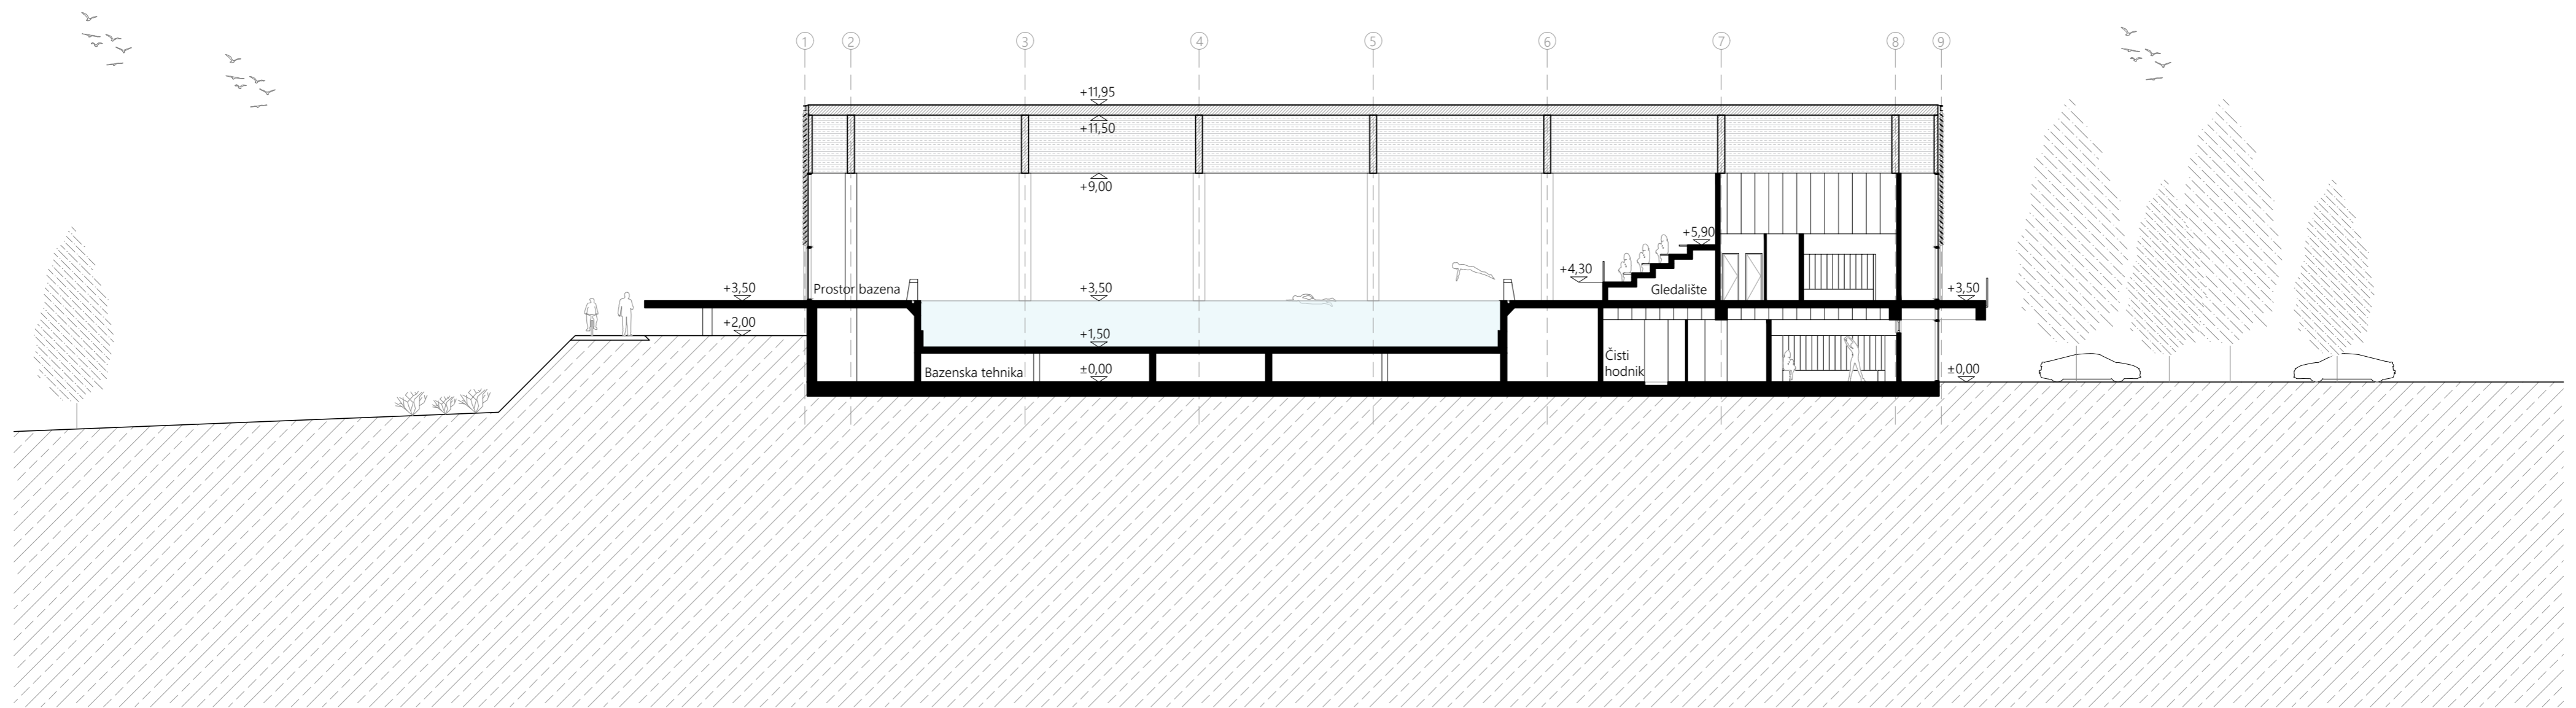 1 2 3 4 5 6 7 8 9
+11,95
+11,50
+9,00
+5,90
+4,30
+3,50
Prostor bazena
+3,50
Gledalište
+3,50
+2,00
+1,50
Čisti
hodnik
Bazenska tehnika
±0,00
±0,00